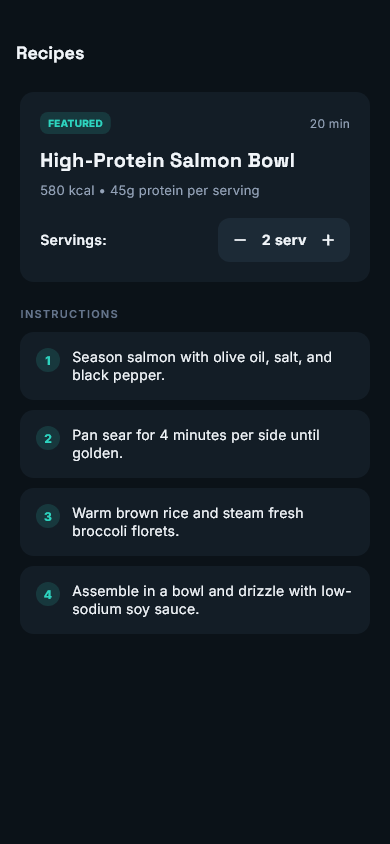 Recipes
FEATURED
20 min
High-Protein Salmon Bowl
580 kcal • 45g protein per serving
Servings:
− 2 serv +
INSTRUCTIONS
1 Season salmon with olive oil, salt, and
black pepper.
2 Pan sear for 4 minutes per side until
golden.
3 Warm brown rice and steam fresh
broccoli florets.
4 Assemble in a bowl and drizzle with low-
sodium soy sauce.